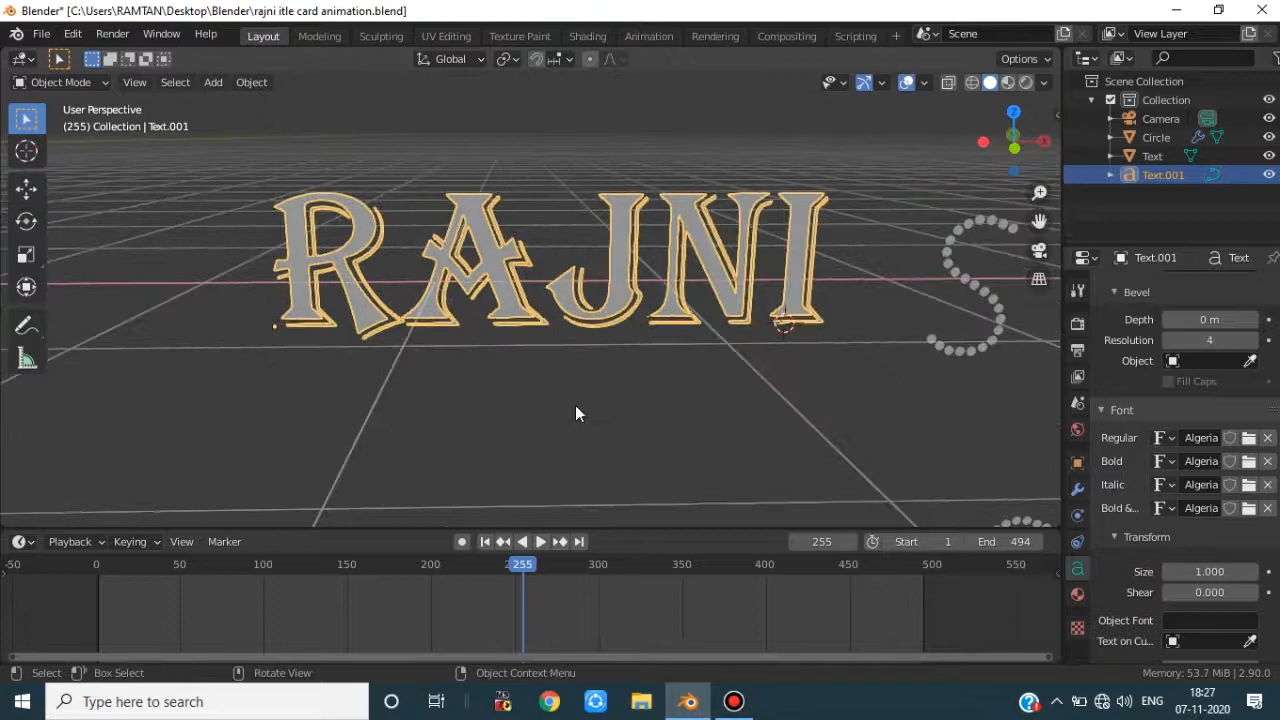 Blender* [C:\Users\RAMTAN\Desktop\Blender\rajni itle card animation.blend]
File Edit Render Window Help Layout Modeling Sculpting UV Editing Texture Paint Shading Animation Rendering Compositing Scripting Scene View Layer
Global Options
Object Mode View Select Add Object
User Perspective
(255) Collection | Text.001
Z
RAJNI
Scene Collection
Collection
Camera
Circle
Text
Text.001
Text.001 Text
Bevel
Depth 0 m
Resolution 4
Object
Fill Caps
Font
Regular F Algeria
Bold F Algeria
Italic F Algeria
Bold &... F Algeria
Transform
Size 1.000
Shear 0.000
Object Font
Text on Cu...
Playback Keying View Marker 255 Start 1 End 494
-50 0 50 100 150 200 255 300 350 400 450 500 550
Select Box Select Rotate View Object Context Menu Memory: 53.7 MiB | 2.90.0
Type here to search
ENG
18:27
07-11-2020